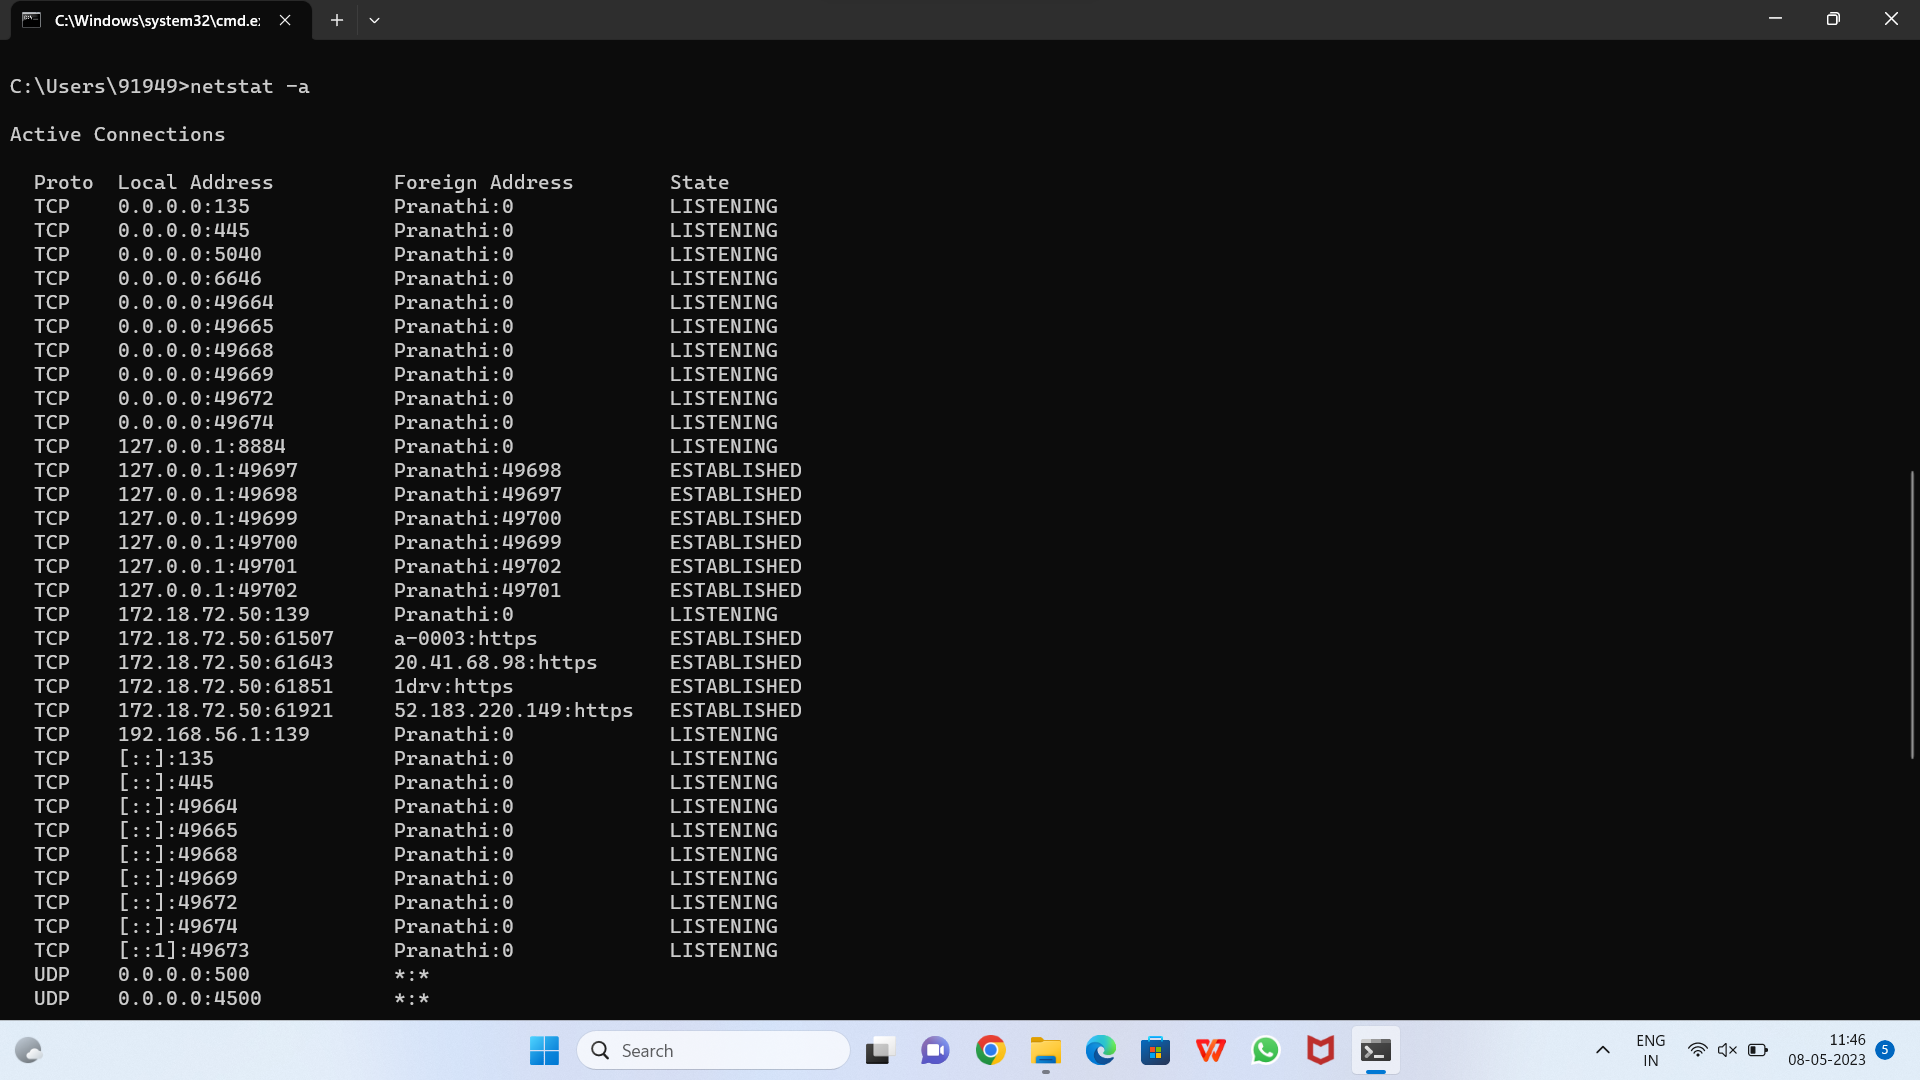 C:\Windows\system32\cmd.e
C:\Users\91949>netstat -a
Active Connections
Proto  Local Address          Foreign Address        State
TCP    0.0.0.0:135            Pranathi:0             LISTENING
TCP    0.0.0.0:445            Pranathi:0             LISTENING
TCP    0.0.0.0:5040           Pranathi:0             LISTENING
TCP    0.0.0.0:6646           Pranathi:0             LISTENING
TCP    0.0.0.0:49664          Pranathi:0             LISTENING
TCP    0.0.0.0:49665          Pranathi:0             LISTENING
TCP    0.0.0.0:49668          Pranathi:0             LISTENING
TCP    0.0.0.0:49669          Pranathi:0             LISTENING
TCP    0.0.0.0:49672          Pranathi:0             LISTENING
TCP    0.0.0.0:49674          Pranathi:0             LISTENING
TCP    127.0.0.1:8884         Pranathi:0             LISTENING
TCP    127.0.0.1:49697        Pranathi:49698         ESTABLISHED
TCP    127.0.0.1:49698        Pranathi:49697         ESTABLISHED
TCP    127.0.0.1:49699        Pranathi:49700         ESTABLISHED
TCP    127.0.0.1:49700        Pranathi:49699         ESTABLISHED
TCP    127.0.0.1:49701        Pranathi:49702         ESTABLISHED
TCP    127.0.0.1:49702        Pranathi:49701         ESTABLISHED
TCP    172.18.72.50:139       Pranathi:0             LISTENING
TCP    172.18.72.50:61507     a-0003:https           ESTABLISHED
TCP    172.18.72.50:61643     20.41.68.98:https      ESTABLISHED
TCP    172.18.72.50:61851     1drv:https             ESTABLISHED
TCP    172.18.72.50:61921     52.183.220.149:https   ESTABLISHED
TCP    192.168.56.1:139       Pranathi:0             LISTENING
TCP    [::]:135               Pranathi:0             LISTENING
TCP    [::]:445               Pranathi:0             LISTENING
TCP    [::]:49664             Pranathi:0             LISTENING
TCP    [::]:49665             Pranathi:0             LISTENING
TCP    [::]:49668             Pranathi:0             LISTENING
TCP    [::]:49669             Pranathi:0             LISTENING
TCP    [::]:49672             Pranathi:0             LISTENING
TCP    [::]:49674             Pranathi:0             LISTENING
TCP    [::1]:49673            Pranathi:0             LISTENING
UDP    0.0.0.0:500            *:*
UDP    0.0.0.0:4500           *:*
Search
ENG
IN
11:46
08-05-2023
5